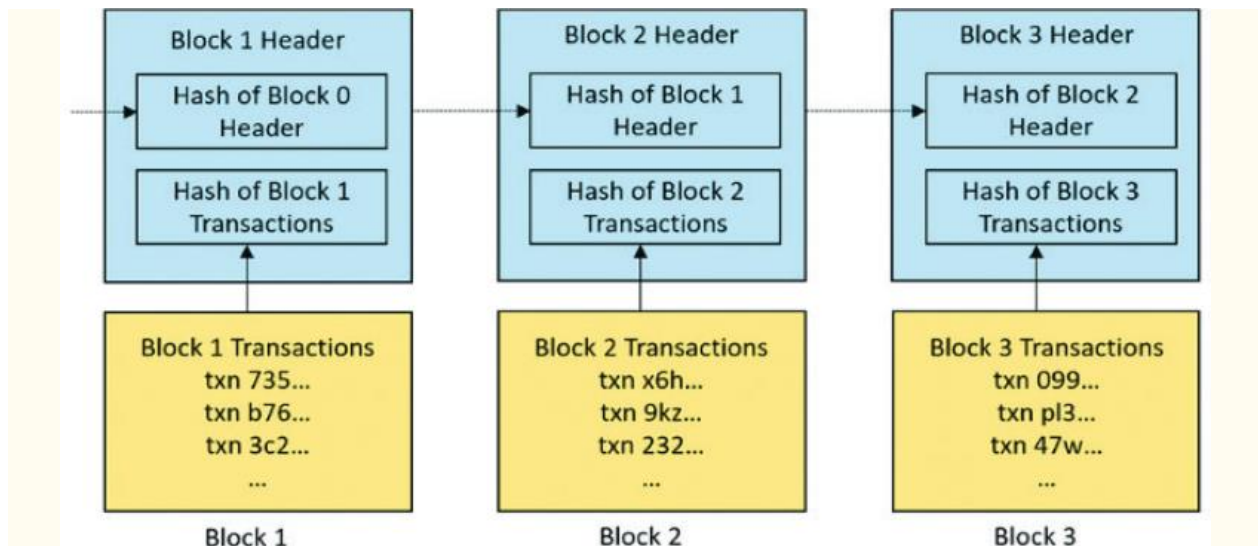 Block 1 Header
Hash of Block 0
Header
Hash of Block 1
Transactions
Block 1 Transactions
txn 735...
txn b76...
txn 3c2...
...
Block 1
Block 2 Header
Hash of Block 1
Header
Hash of Block 2
Transactions
Block 2 Transactions
txn x6h...
txn 9kz...
txn 232...
...
Block 2
Block 3 Header
Hash of Block 2
Header
Hash of Block 3
Transactions
Block 3 Transactions
txn 099...
txn pl3...
txn 47w...
...
Block 3